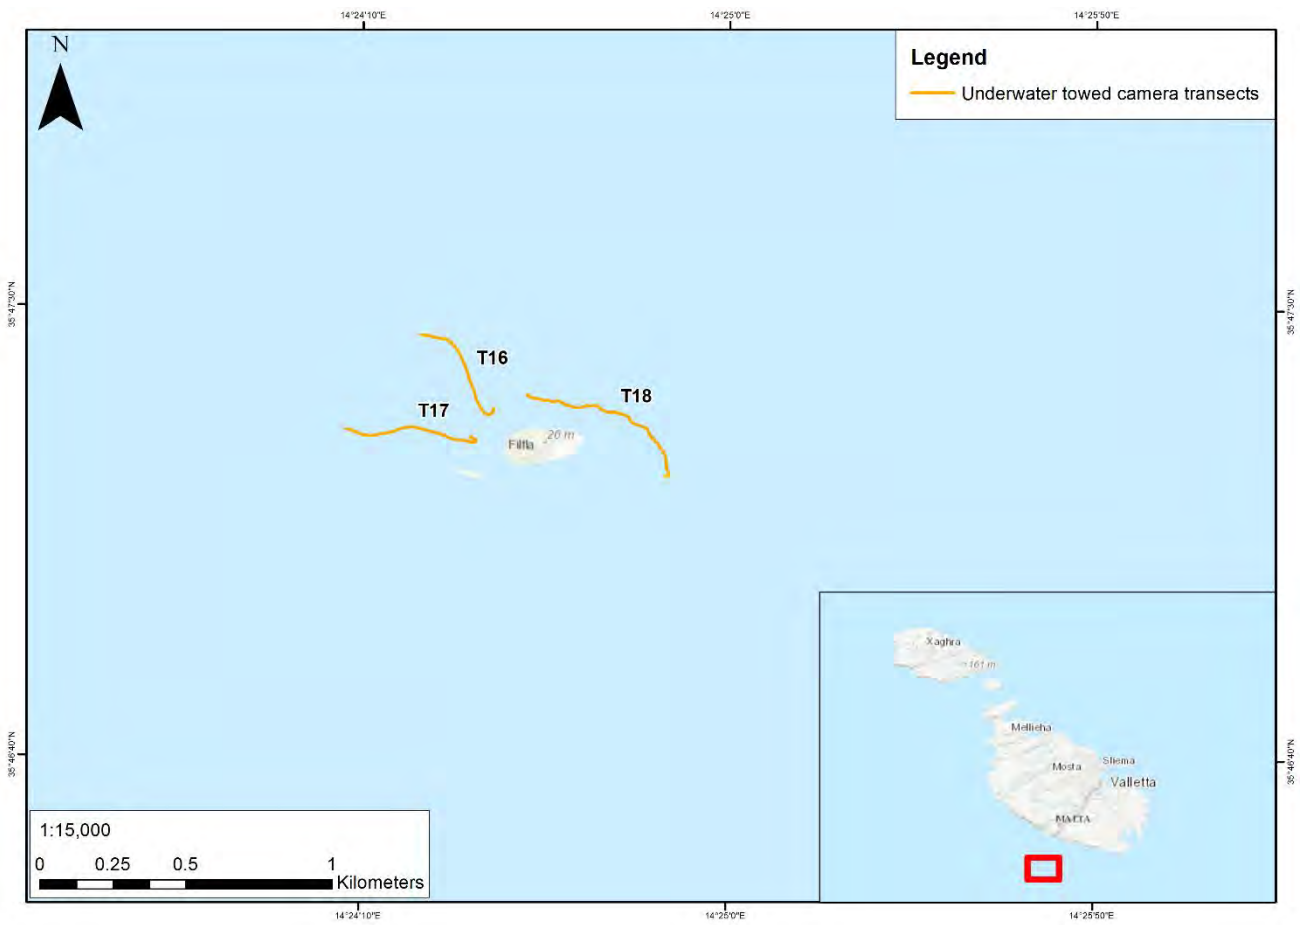 14°24'10"E 14°25'0"E 14°25'50"E
N
Legend
Underwater towed camera transects
35°47'30"N
35°47'30"N
T16
T18
T17
Filfla
26 m
Xaghra
161 m
Mellieha
Mosta
Sliema
Valletta
MALTA
35°46'40"N
35°46'40"N
1:15,000
0 0.25 0.5 1
Kilometers
14°24'10"E 14°25'0"E 14°25'50"E